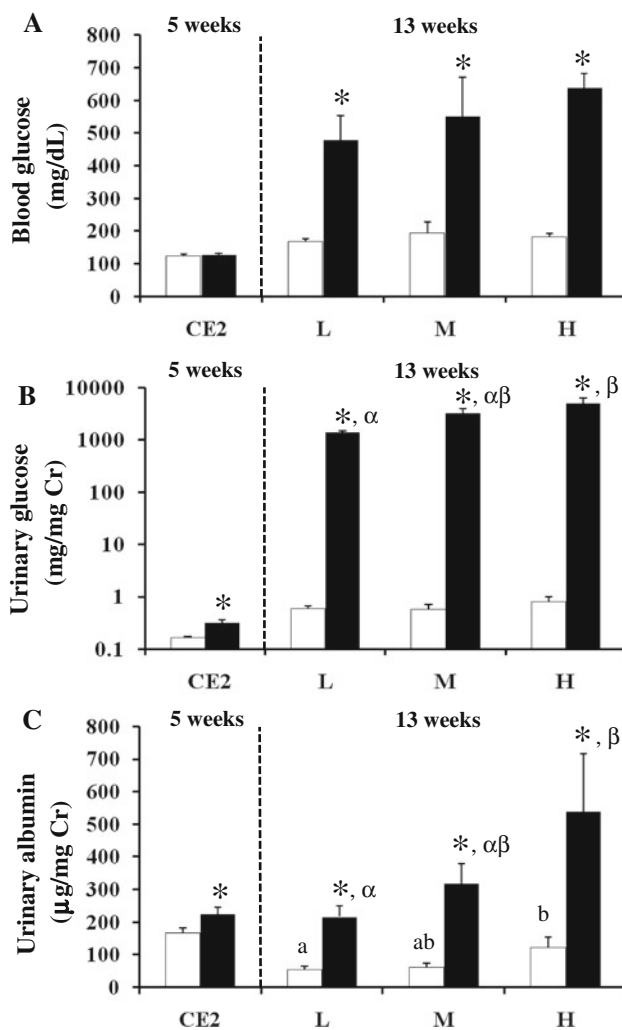 A
5 weeks
13 weeks
Blood glucose
(mg/dL)
800
700
600
500
400
300
200
100
0
*
*
*
CE2
L
M
H
B
5 weeks
13 weeks
Urinary glucose
(mg/mg Cr)
10000
1000
100
10
1
0.1
*
*, α
*, αβ
*, β
CE2
L
M
H
C
5 weeks
13 weeks
Urinary albumin
(µg/mg Cr)
800
700
600
500
400
300
200
100
0
*
a
*, α
ab
*, αβ
b
*, β
CE2
L
M
H